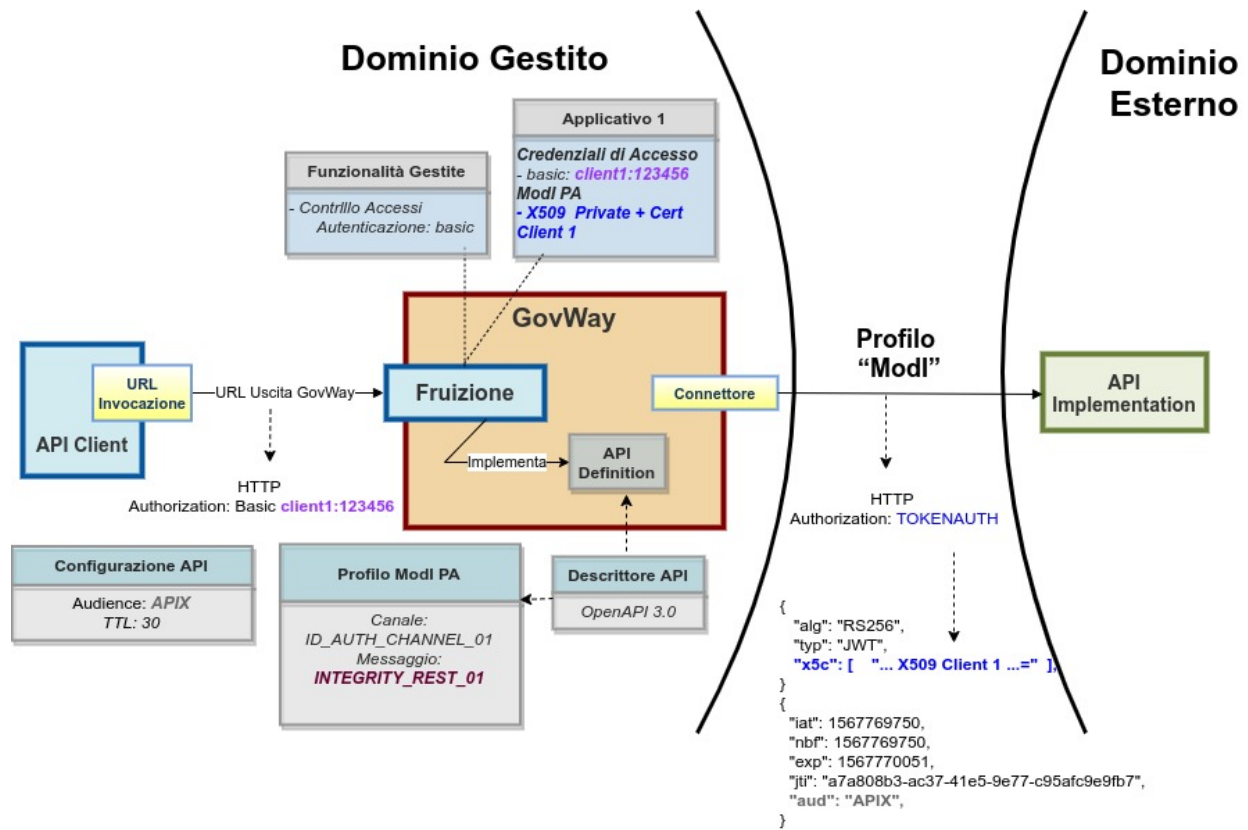 Dominio Gestito
Dominio
Esterno
Applicativo 1
Credenziali di Accesso
- basic: client1:123456
ModI PA
- X509 Private + Cert
Client 1
Funzionalità Gestite
- Contrlllo Accessi
Autenticazione: basic
GovWay
Profilo
“ModI”
URL
Invocazione
API Client
URL Uscita GovWay
Fruizione
Connettore
API
Implementation
Implementa
API
Definition
HTTP
Authorization: Basic client1:123456
HTTP
Authorization: TOKENAUTH
Configurazione API
Audience: APIX
TTL: 30
Profilo ModI PA
Canale:
ID_AUTH_CHANNEL_01
Messaggio:
INTEGRITY_REST_01
Descrittore API
OpenAPI 3.0
{
"alg": "RS256",
"typ": "JWT",
"x5c": [ "... X509 Client 1 ...=" ],
}
{
"iat": 1567769750,
"nbf": 1567769750,
"exp": 1567770051,
"jti": "a7a808b3-ac37-41e5-9e77-c95afc9e9fb7",
"aud": "APIX",
}